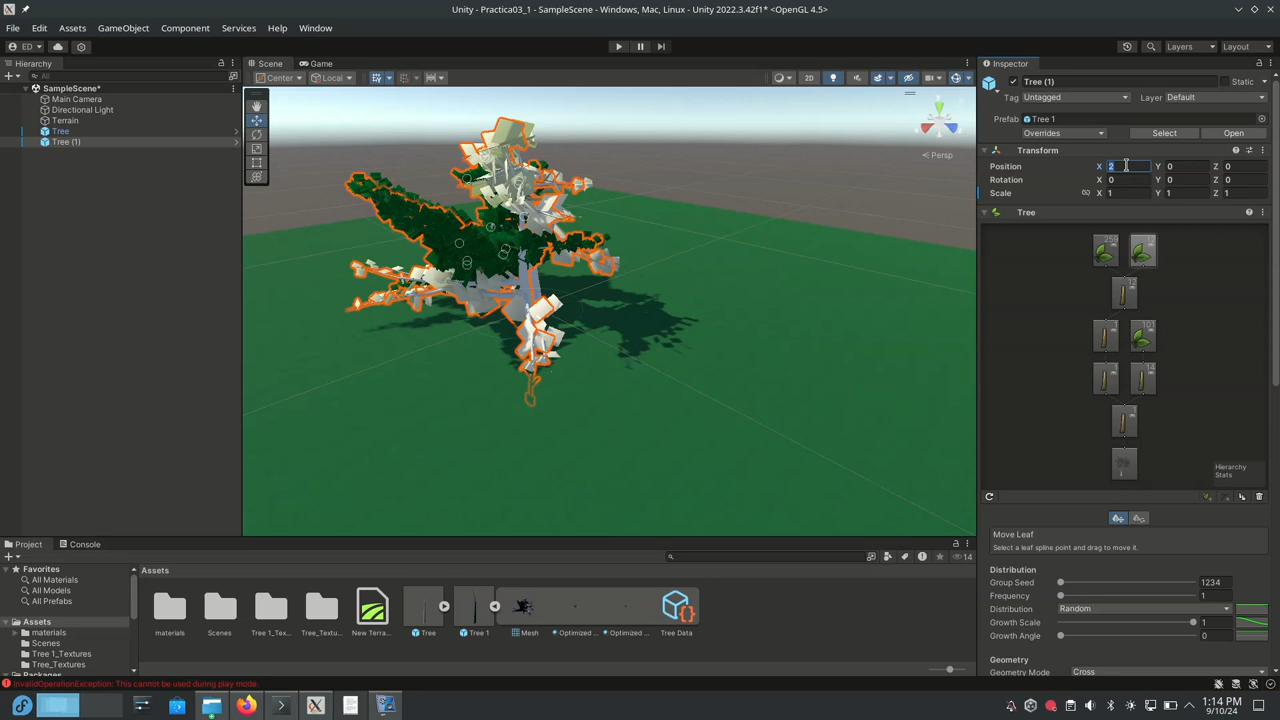 Unity - Practica03_1 - SampleScene - Windows, Mac, Linux - Unity 2022.3.42f1* <OpenGL 4.5>
File Edit Assets GameObject Component Services Help Window
ED Layers Layout
Hierarchy Scene Game Inspector
All Center Local 2D Tree (1) Static
SampleScene*
Tag Untagged Layer Default
Main Camera
Directional Light
Terrain
Prefab Tree 1
Tree
Overrides Select Open
Tree (1)
Persp
Transform
Position X 2 Y 0 Z 0
Rotation X 0 Y 0 Z 0
Scale X 1 Y 1 Z 1
Tree
259
Hierarchy
Stats
Move Leaf
Select a leaf spline point and drag to move it.
Distribution
Group Seed 1234
Frequency 1
Distribution Random
Growth Scale 1
Growth Angle 0
Geometry
Geometry Mode Cross
Project Console
14
Favorites
All Materials
All Models
All Prefabs
Assets
materials
Scenes
Tree 1_Textures
Tree_Textures
Packages
Assets
materials Scenes Tree 1_Tex... Tree_Textu... New Terra... Tree Tree 1 Mesh Optimized ... Optimized ... Tree Data
InvalidOperationException: This cannot be used during play mode.
1:14 PM
9/10/24